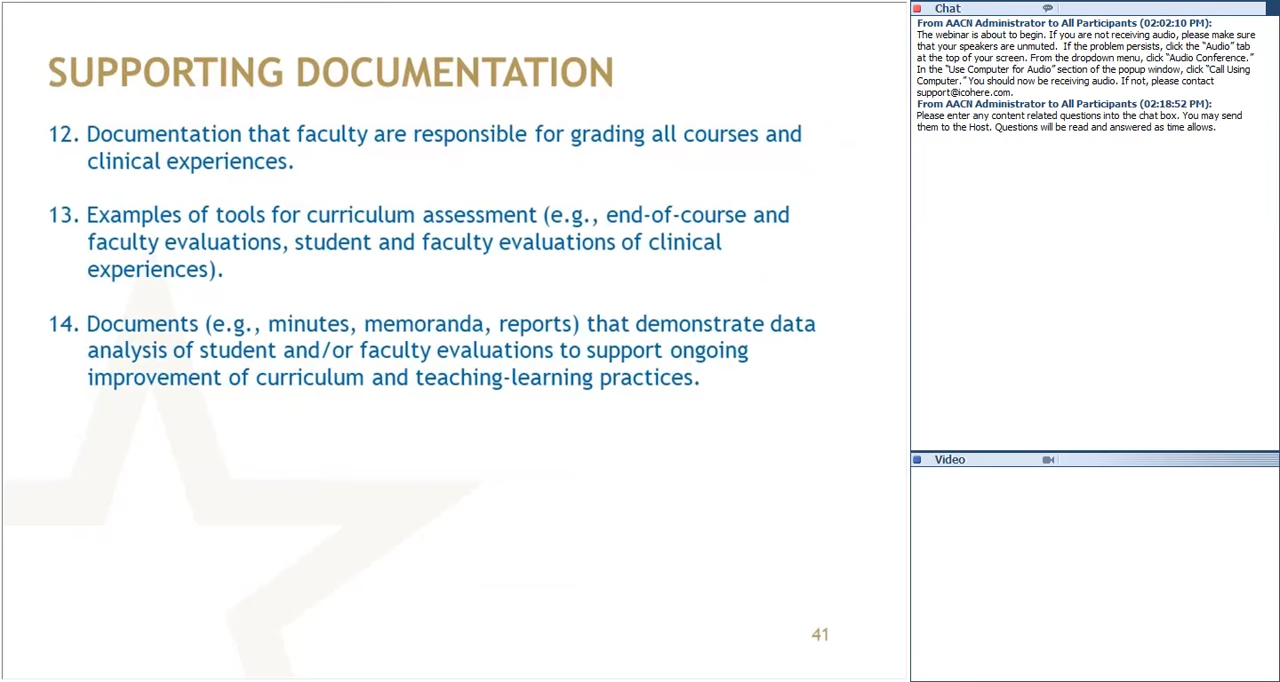 SUPPORTING DOCUMENTATION
12. Documentation that faculty are responsible for grading all courses and
clinical experiences.
13. Examples of tools for curriculum assessment (e.g., end-of-course and
faculty evaluations, student and faculty evaluations of clinical
experiences).
14. Documents (e.g., minutes, memoranda, reports) that demonstrate data
analysis of student and/or faculty evaluations to support ongoing
improvement of curriculum and teaching-learning practices.
41
Chat
From AACN Administrator to All Participants (02:02:10 PM):
The webinar is about to begin. If you are not receiving audio, please make sure
that your speakers are unmuted. If the problem persists, click the “Audio” tab
at the top of your screen. From the dropdown menu, click “Audio Conference.”
In the “Use Computer for Audio” section of the popup window, click “Call Using
Computer.” You should now be receiving audio. If not, please contact
support@icohere.com.
From AACN Administrator to All Participants (02:18:52 PM):
Please enter any content related questions into the chat box. You may send
them to the Host. Questions will be read and answered as time allows.
Video